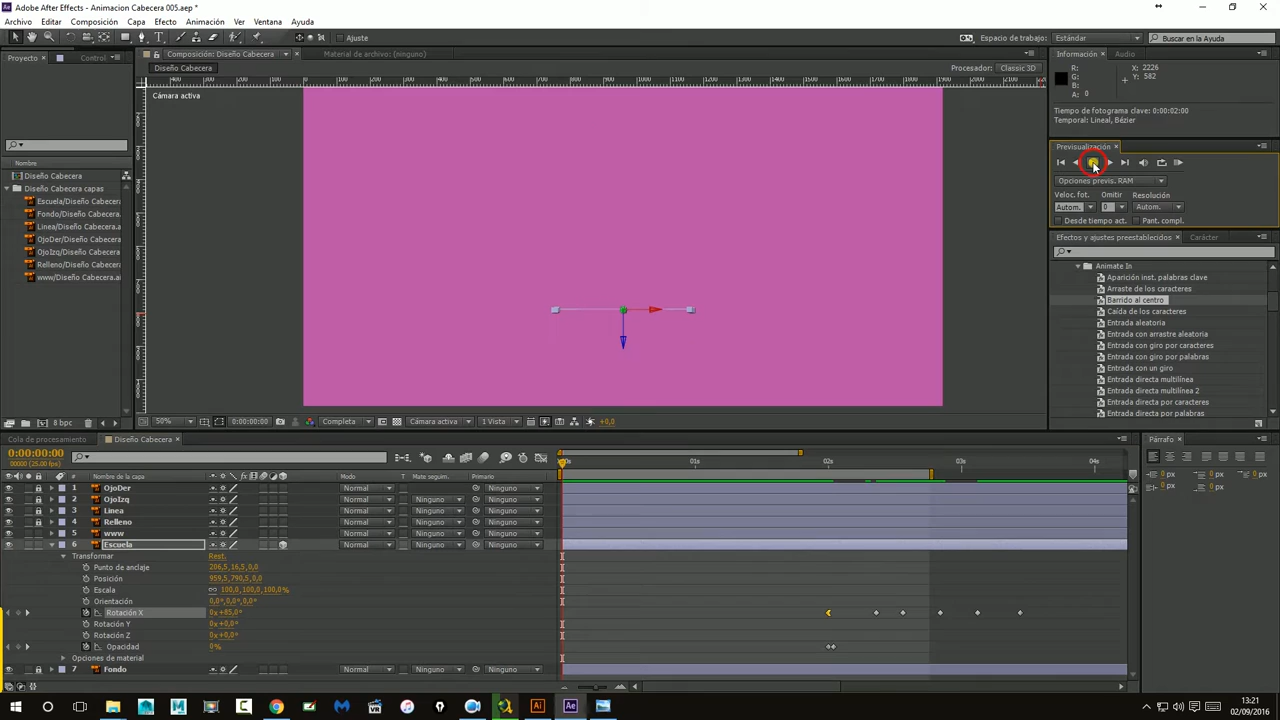 Adobe After Effects - Animacion Cabecera 005.aep *
Archivo Editar Composición Capa Efecto Animación Ver Ventana Ayuda
Ajuste
Espacio de trabajo: Estándar
Buscar en la Ayuda
Proyecto
Control
Composición: Diseño Cabecera
Material de archivo: (ninguno)
Diseño Cabecera
Procesador: Classic 3D
Cámara activa
Nombre
Diseño Cabecera
Diseño Cabecera capas
Escuela/Diseño Cabecera
Fondo/Diseño Cabecera.
Linea/Diseño Cabecera.a
OjoDer/Diseño Cabecera.
OjoIzq/Diseño Cabecera.
Relleno/Diseño Cabecera
www/Diseño Cabecera.ai
8 bpc
50%
0:00:00:00
Completa
Cámara activa
1 Vista
+0,0
Información
Audio
R:
G:
B:
A: 0
X: 2226
Y: 582
Tiempo de fotograma clave: 0:00:02:00
Temporal: Lineal, Bézier
Previsualización
Opciones previs. RAM
Veloc. fot. Omitir Resolución
Autom. 0 Autom.
Desde tiempo act. Pant. compl.
Efectos y ajustes preestablecidos
Carácter
Animate In
Aparición inst. palabras clave
Arraste de los caracteres
Barrido al centro
Caída de los caracteres
Entrada aleatoria
Entrada con arrastre aleatoria
Entrada con giro por caracteres
Entrada con giro por palabras
Entrada con un giro
Entrada directa multilínea
Entrada directa multilínea 2
Entrada directa por caracteres
Entrada directa por palabras
Cola de procesamiento
Diseño Cabecera
0:00:00:00
00000 (25.00 fps)
Nombre de la capa
Modo
T Mate seguim.
Primario
01s 02s 03s 04s
1 OjoDer Normal Ninguno
2 OjoIzq Normal Ninguno Ninguno
3 Linea Normal Ninguno Ninguno
4 Relleno Normal Ninguno Ninguno
5 www Normal Ninguno Ninguno
6 Escuela Normal Ninguno Ninguno
Transformar Rest.
Punto de anclaje 206,5,16,5,0,0
Posición 959,5,790,5,0,0
Escala 100,0,100,0,100,0%
Orientación 0,0°,0,0°,0,0°
Rotación X 0x+85,0°
Rotación Y 0x+0,0°
Rotación Z 0x+0,0°
Opacidad 0%
Opciones de material
7 Fondo Normal Ninguno Ninguno
Párrafo
0 px 0 px 0 px
0 px 0 px
13:21
02/09/2016